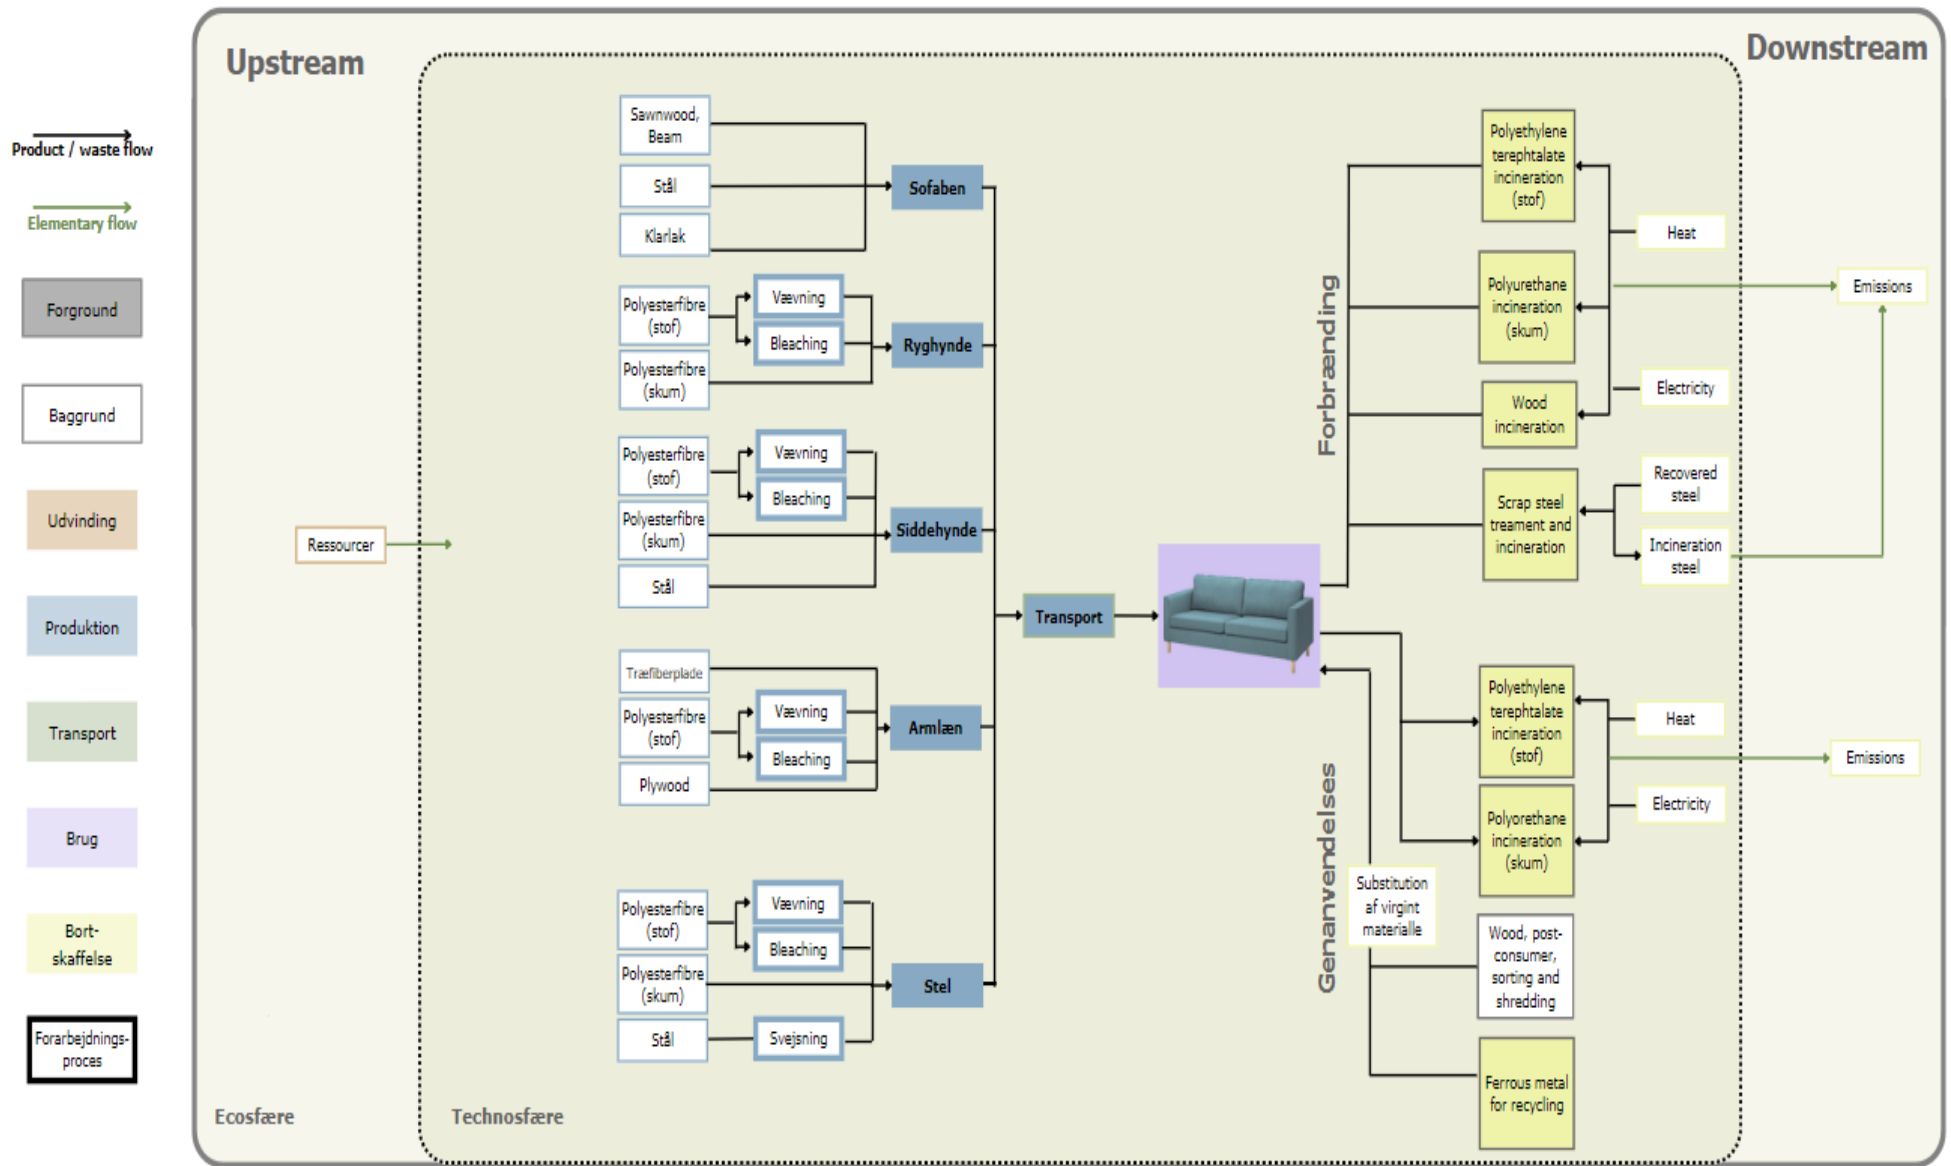 Upstream
Downstream
Product / waste flow
Elementary flow
Forground
Baggrund
Udvinding
Produktion
Transport
Brug
Bort-
skaffelse
Forarbejdnings-
proces
Ressourcer
Sawnwood,
Beam
Stål
Klarlak
Sofaben
Polyesterfibre
(stof)
Vævning
Bleaching
Polyesterfibre
(skum)
Ryghynde
Polyesterfibre
(stof)
Vævning
Bleaching
Polyesterfibre
(skum)
Stål
Siddehynde
Træfiberplade
Polyesterfibre
(stof)
Vævning
Bleaching
Plywood
Armlæn
Polyesterfibre
(stof)
Vævning
Bleaching
Polyesterfibre
(skum)
Stål
Svejsning
Stel
Transport
Forbrænding
Polyethylene
terephtalate
incineration
(stof)
Polyurethane
incineration
(skum)
Wood
incineration
Scrap steel
treament and
incineration
Heat
Electricity
Recovered
steel
Incineration
steel
Emissions
Genanvendelses
Polyethylene
terephtalate
incineration
(stof)
Polyorethane
incineration
(skum)
Heat
Electricity
Emissions
Substitution
af virgint
materialle
Wood, post-
consumer,
sorting and
shredding
Ferrous metal
for recycling
Ecosfære
Technosfære